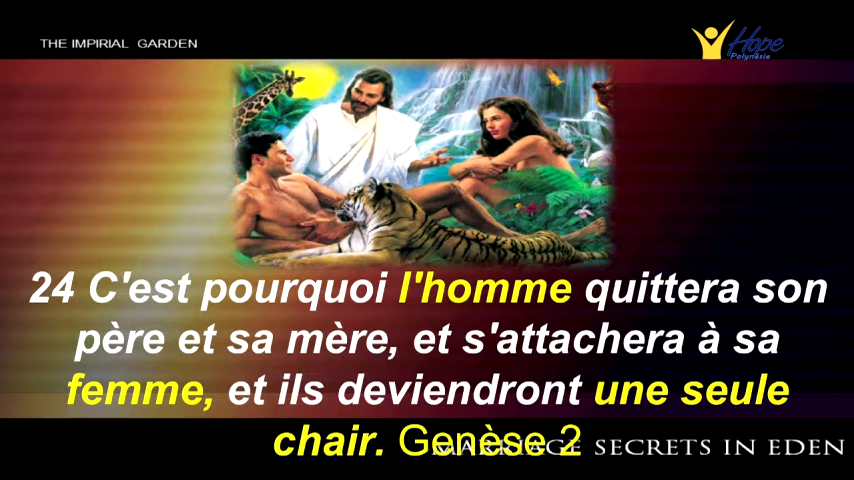 THE IMPIRIAL GARDEN
Hope
Polynésie
24 C'est pourquoi l'homme quittera son
père et sa mère, et s'attachera à sa
femme, et ils deviendront une seule
chair. Genèse 2
MARRIAGE SECRETS IN EDEN